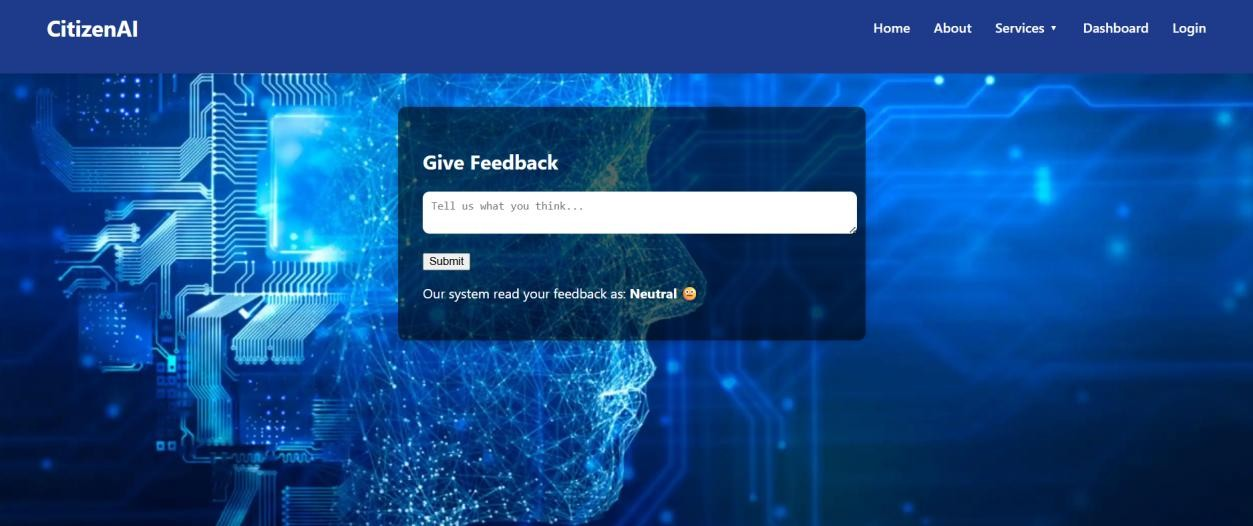 CitizenAI
Home About Services ▼ Dashboard Login
Give Feedback
Tell us what you think...
Submit
Our system read your feedback as: Neutral 😐